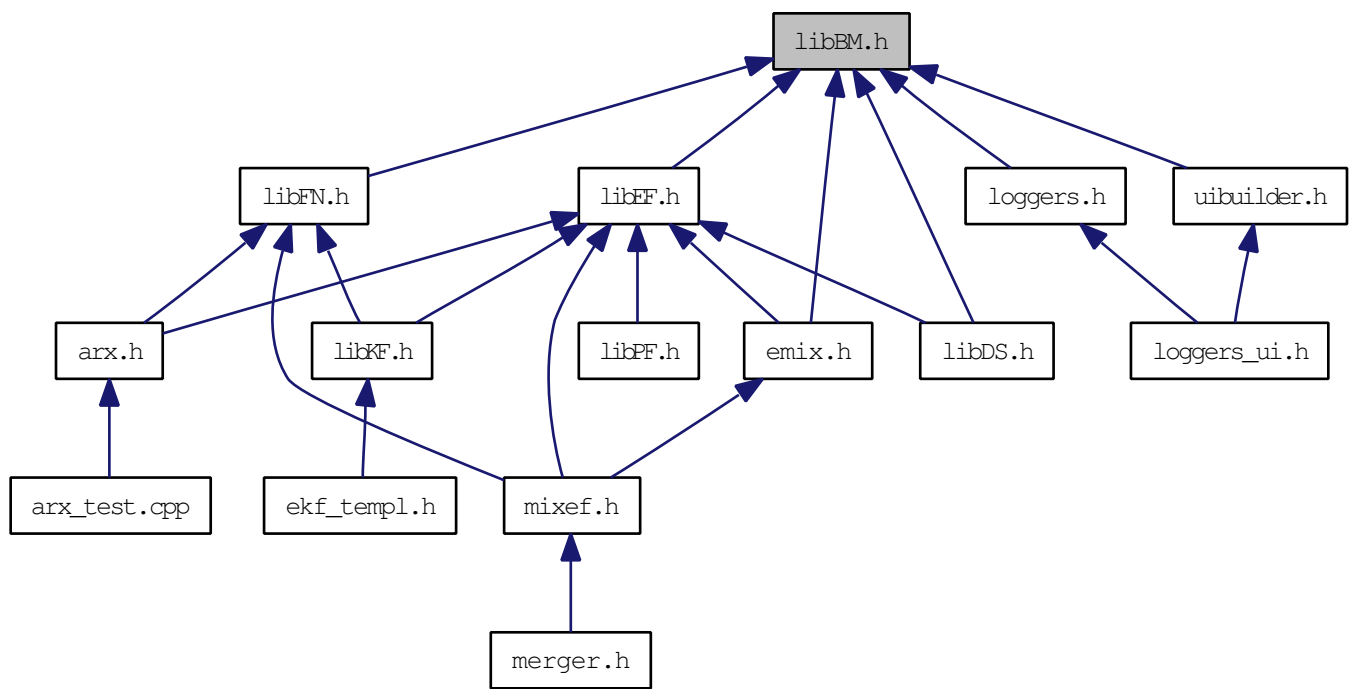 libBM.h
libFN.h
libEF.h
loggers.h
uibuilder.h
arx.h
libKF.h
libPF.h
emix.h
libDS.h
loggers_ui.h
arx_test.cpp
ekf_templ.h
mixef.h
merger.h